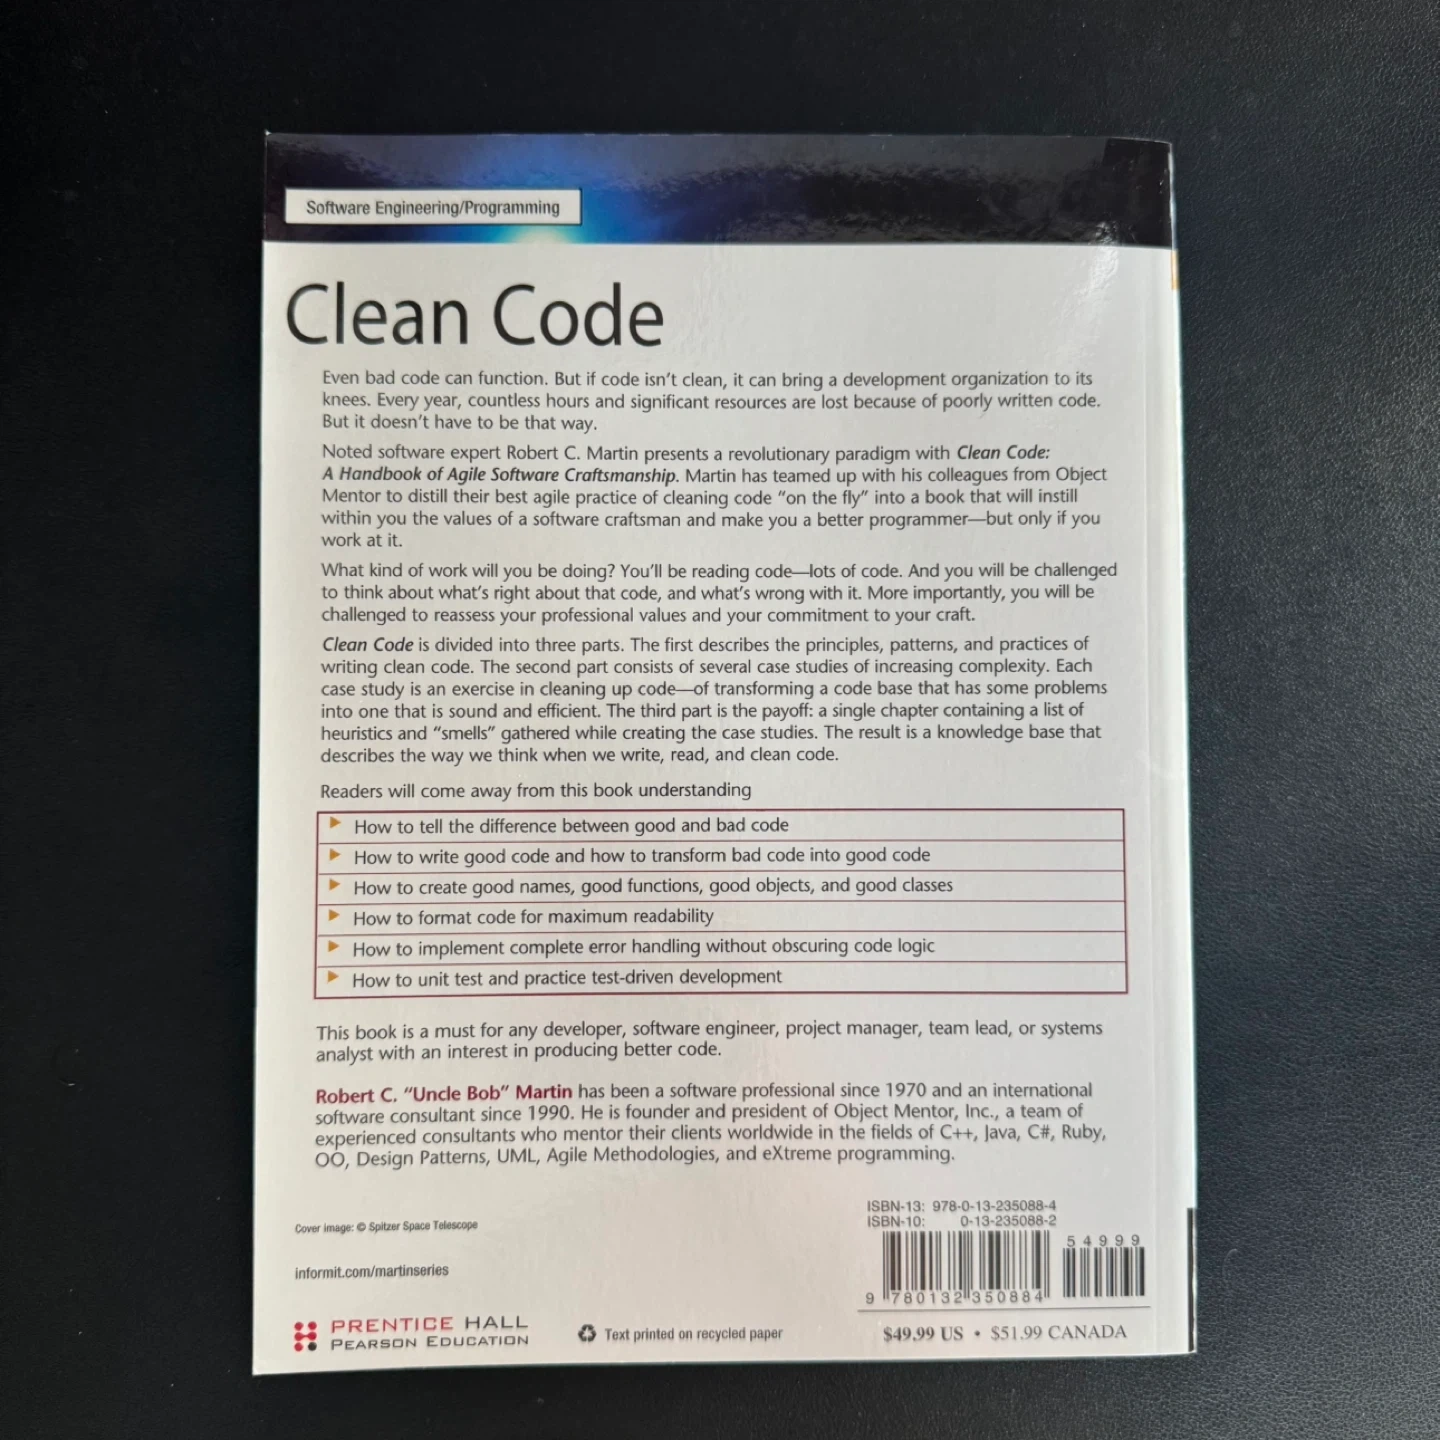 Software Engineering/Programming
Clean Code
Even bad code can function. But if code isn't clean, it can bring a development organization to its
knees. Every year, countless hours and significant resources are lost because of poorly written code.
But it doesn't have to be that way.
Noted software expert Robert C. Martin presents a revolutionary paradigm with Clean Code:
A Handbook of Agile Software Craftsmanship. Martin has teamed up with his colleagues from Object
Mentor to distill their best agile practice of cleaning code “on the fly” into a book that will instill
within you the values of a software craftsman and make you a better programmer—but only if you
work at it.
What kind of work will you be doing? You'll be reading code—lots of code. And you will be challenged
to think about what's right about that code, and what's wrong with it. More importantly, you will be
challenged to reassess your professional values and your commitment to your craft.
Clean Code is divided into three parts. The first describes the principles, patterns, and practices of
writing clean code. The second part consists of several case studies of increasing complexity. Each
case study is an exercise in cleaning up code—of transforming a code base that has some problems
into one that is sound and efficient. The third part is the payoff: a single chapter containing a list of
heuristics and “smells” gathered while creating the case studies. The result is a knowledge base that
describes the way we think when we write, read, and clean code.
Readers will come away from this book understanding
How to tell the difference between good and bad code
How to write good code and how to transform bad code into good code
How to create good names, good functions, good objects, and good classes
How to format code for maximum readability
How to implement complete error handling without obscuring code logic
How to unit test and practice test-driven development
This book is a must for any developer, software engineer, project manager, team lead, or systems
analyst with an interest in producing better code.
Robert C. “Uncle Bob” Martin has been a software professional since 1970 and an international
software consultant since 1990. He is founder and president of Object Mentor, Inc., a team of
experienced consultants who mentor their clients worldwide in the fields of C++, Java, C#, Ruby,
OO, Design Patterns, UML, Agile Methodologies, and eXtreme programming.
Cover image: © Spitzer Space Telescope
informit.com/martinseries
PRENTICE HALL
PEARSON EDUCATION
Text printed on recycled paper
ISBN-13: 978-0-13-235088-4
ISBN-10: 0-13-235088-2
5 4 9 9 9
9 780132 350884
$49.99 US • $51.99 CANADA